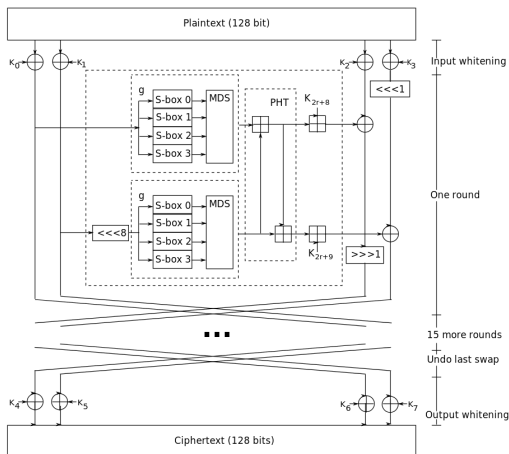 Plaintext (128 bit)
K0
K1
K2
K3
Input whitening
<<<1
g
S-box 0
S-box 1
S-box 2
S-box 3
MDS
PHT
K2r+8
One round
g
<<<8
S-box 0
S-box 1
S-box 2
S-box 3
MDS
K2r+9
>>>1
15 more rounds
Undo last swap
K4
K5
K6
K7
Output whitening
Ciphertext (128 bits)